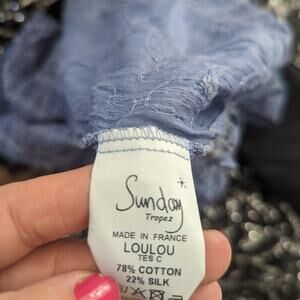 Sunday
Tropez
MADE IN FRANCE
LOULOU
TES C
78% COTTON
22% SILK